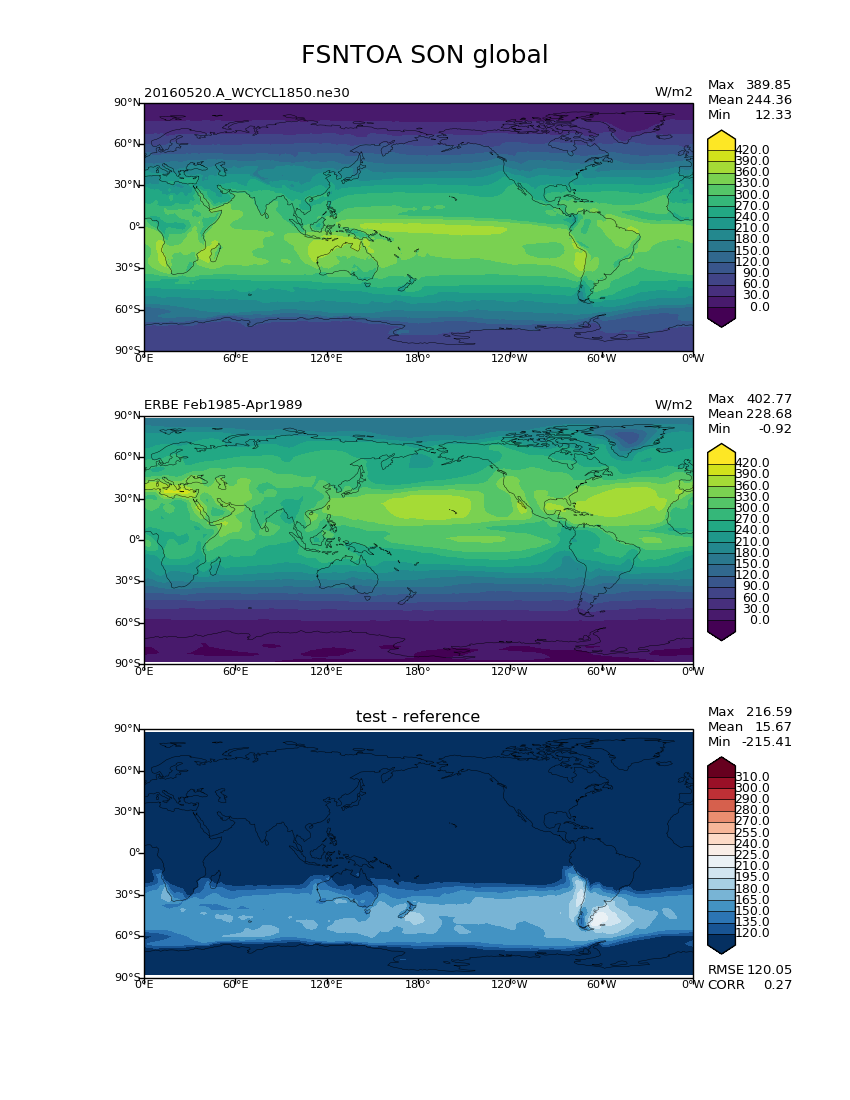 FSNTOA SON global
20160520.A_WCYCL1850.ne30 W/m2
Max 389.85
Mean 244.36
Min 12.33
90°N
60°N
30°N
0°
30°S
60°S
90°S
0°E 60°E 120°E 180° 120°W 60°W 0°W
420.0
390.0
360.0
330.0
300.0
270.0
240.0
210.0
180.0
150.0
120.0
90.0
60.0
30.0
0.0
ERBE Feb1985-Apr1989 W/m2
Max 402.77
Mean 228.68
Min -0.92
90°N
60°N
30°N
0°
30°S
60°S
90°S
0°E 60°E 120°E 180° 120°W 60°W 0°W
420.0
390.0
360.0
330.0
300.0
270.0
240.0
210.0
180.0
150.0
120.0
90.0
60.0
30.0
0.0
test - reference
Max 216.59
Mean 15.67
Min -215.41
90°N
60°N
30°N
0°
30°S
60°S
90°S
0°E 60°E 120°E 180° 120°W 60°W 0°W
310.0
300.0
290.0
280.0
270.0
255.0
240.0
225.0
210.0
195.0
180.0
165.0
150.0
135.0
120.0
RMSE 120.05
CORR 0.27